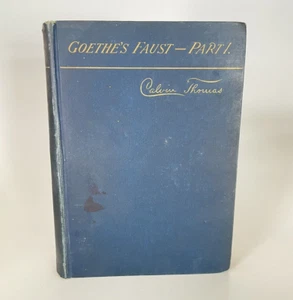 GOETHE'S FAUST — PART I.
Calvin Thomas